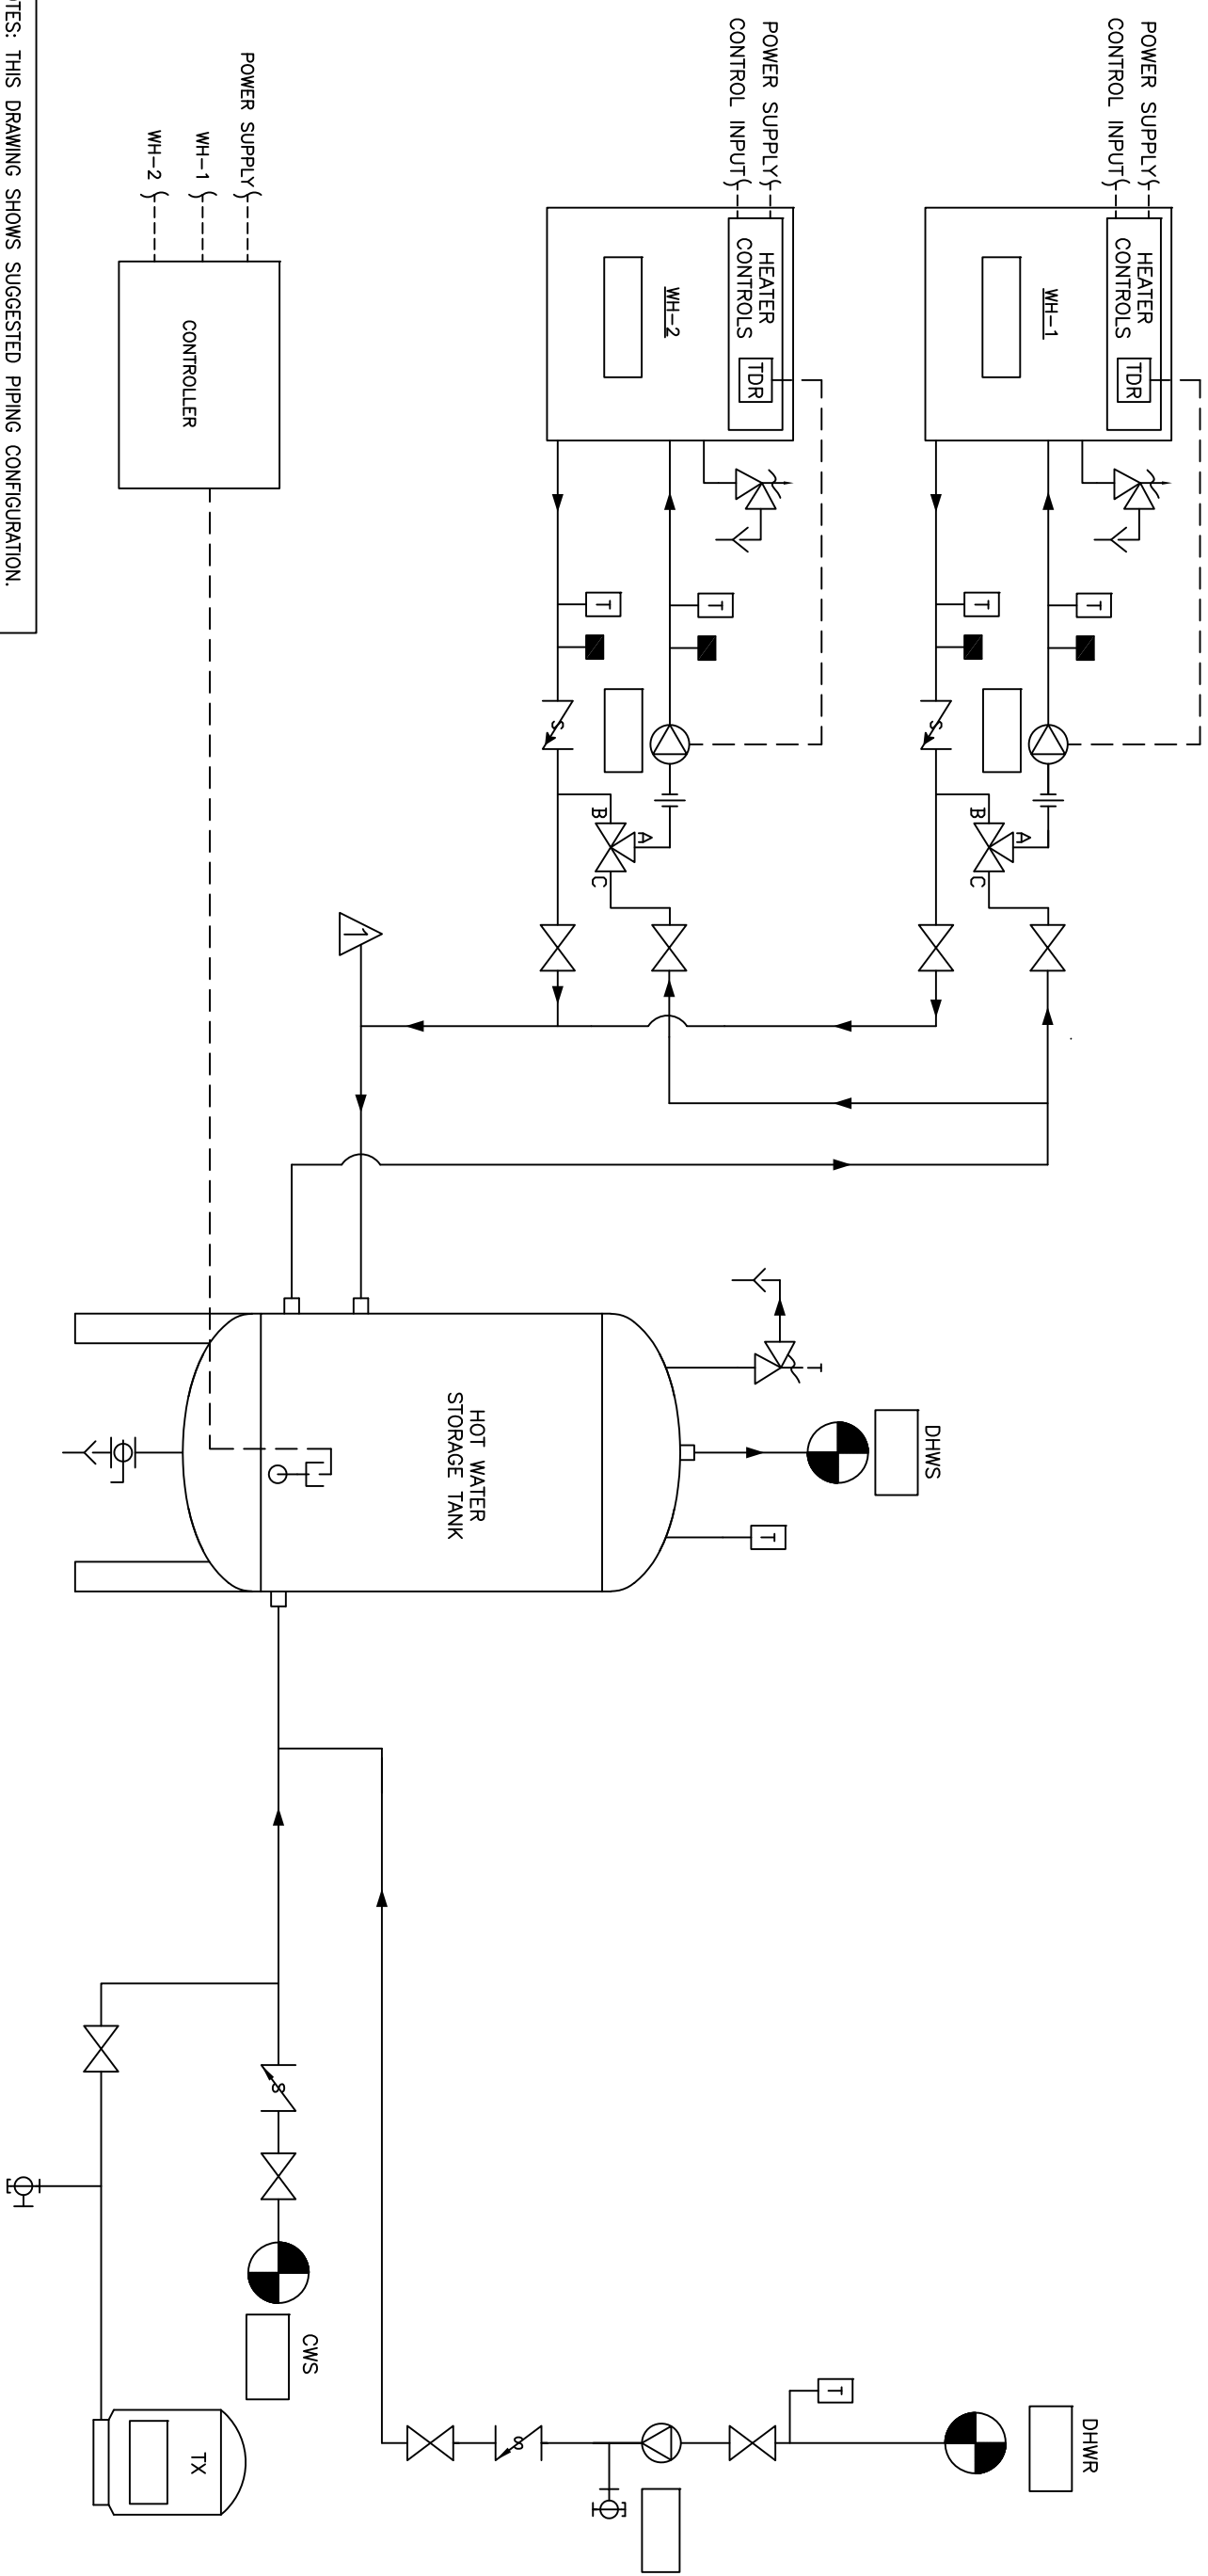 POWER SUPPLY
CONTROL INPUT
HEATER
CONTROLS
TDR
WH-1
T
T
A
B
C
POWER SUPPLY
CONTROL INPUT
HEATER
CONTROLS
TDR
WH-2
T
T
A
B
C
1
POWER SUPPLY
WH-1
WH-2
CONTROLLER
HOT WATER
STORAGE TANK
T
DHWS
T
DHWR
T
CWS
TX
THIS DRAWING SHOWS SUGGESTED PIPING CONFIGURATION.